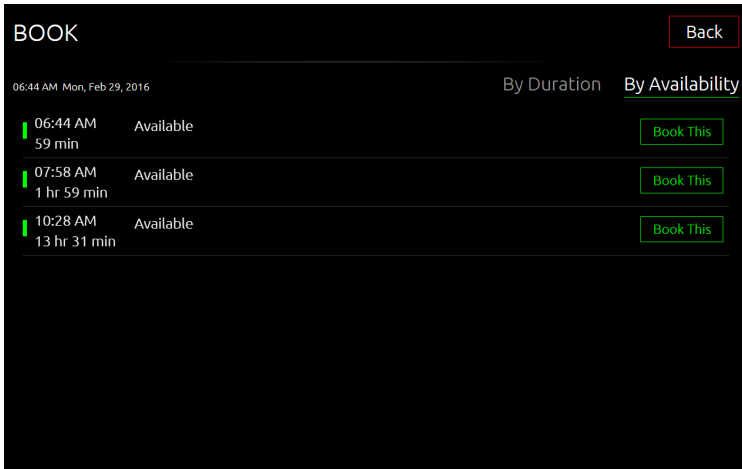 BOOK
Back
06:44 AM Mon, Feb 29, 2016
By Duration
By Availability
06:44 AM
59 min
Available
Book This
07:58 AM
1 hr 59 min
Available
Book This
10:28 AM
13 hr 31 min
Available
Book This